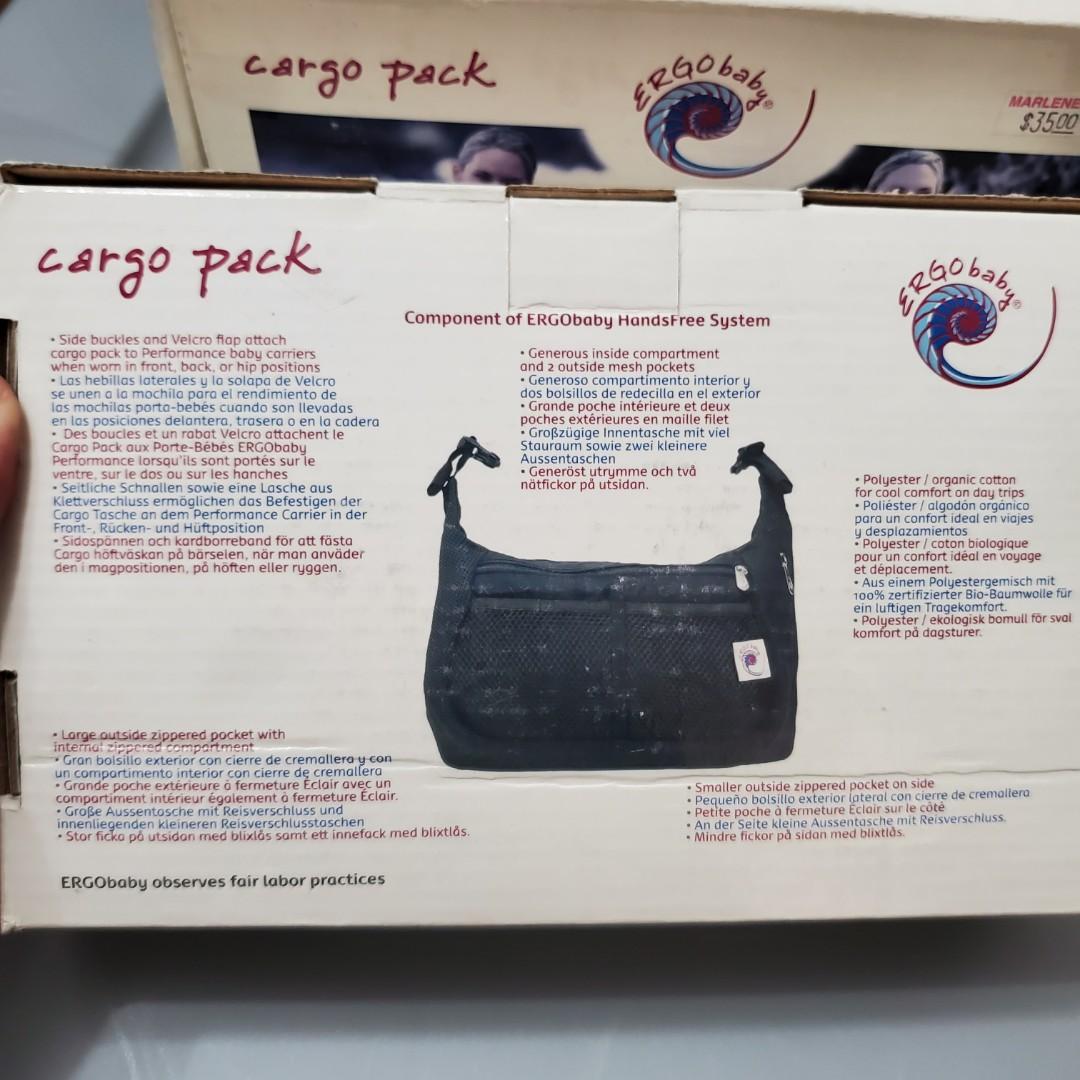 cargo pack
ERGObaby®
MARLENE
$35.00
cargo pack
ERGObaby®
Component of ERGObaby HandsFree System
• Side buckles and Velcro flap attach
cargo pack to Performance baby carriers
when worn in front, back, or hip positions
• Las hebillas laterales y la solapa de Velcro
se unen a la mochila para el rendimiento de
las mochilas porta-bebés cuando son llevadas
en las posiciones delantera, trasera o en la cadera
• Des boucles et un rabat Velcro attachent le
Cargo Pack aux Porte-Bébés ERGObaby
Performance lorsqu'ils sont portés sur le
ventre, sur le dos ou sur les hanches
• Seitliche Schnallen sowie eine Lasche aus
Klettverschluss ermöglichen das Befestigen der
Cargo Tasche an dem Performance Carrier in der
Front-, Rücken- und Hüftposition
• Sidospännen och kardborreband för att fästa
Cargo höftväskan på bärselen, när man anväder
den i magpositionen, på höften eller ryggen.
• Generous inside compartment
and 2 outside mesh pockets
• Generoso compartimento interior y
dos bolsillos de redecilla en el exterior
• Grande poche intérieure et deux
poches extérieures en maille filet
• Großzügige Innentasche mit viel
Stauraum sowie zwei kleinere
Aussentaschen
• Generöst utrymme och två
nätfickor på utsidan.
• Polyester / organic cotton
for cool comfort on day trips
• Poliéster / algodón orgánico
para un confort ideal en viajes
y desplazamientos
• Polyester / coton biologique
pour un confort idéal en voyage
et déplacement.
• Aus einem Polyestergemisch mit
100% zertifizierter Bio-Baumwolle für
ein luftigen Tragekomfort.
• Polyester / ekologisk bomull för sval
komfort på dagsturer.
• Large outside zippered pocket with
internal zippered compartment
• Gran bolsillo exterior con cierre de cremallera y con
un compartimento interior con cierre de cremallera
• Grande poche extérieure à fermeture Éclair avec un
compartiment intérieur également à fermeture Éclair.
• Große Aussentasche mit Reisverschluss und
innenliegenden kleineren Reisverschlusstaschen
• Stor ficka på utsidan med blixlås samt ett innefack med blixtlås.
• Smaller outside zippered pocket on side
• Pequeño bolsillo exterior lateral con cierre de cremallera
• Petite poche à fermeture Éclair sur le côté
• An der Seite kleine Aussentasche mit Reisverschluss.
• Mindre fickor på sidan med blixtlås.
ERGObaby observes fair labor practices